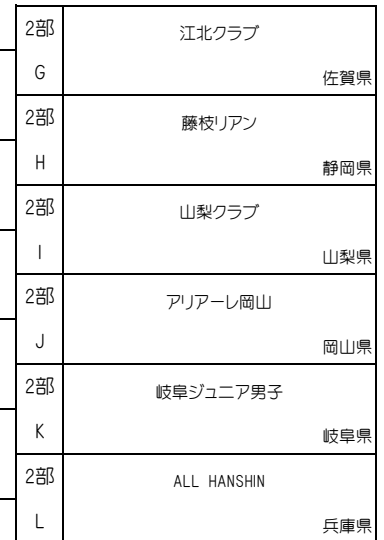 2部 江北クラブ
G 佐賀県
2部 藤枝リアン
H 静岡県
2部 山梨クラブ
I 山梨県
2部 アリアーレ岡山
J 岡山県
2部 岐阜ジュニア男子
K 岐阜県
2部 ALL HANSHIN
L 兵庫県